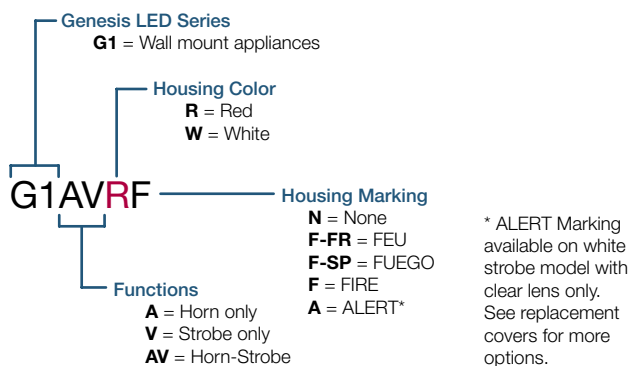 Genesis LED Series
G1 = Wall mount appliances
Housing Color
R = Red
W = White
G1AVRF
Housing Marking
N = None
F-FR = FEU
F-SP = FUEGO
F = FIRE
A = ALERT*
Functions
A = Horn only
V = Strobe only
AV = Horn-Strobe
* ALERT Marking
available on white
strobe model with
clear lens only.
See replacement
covers for more
options.